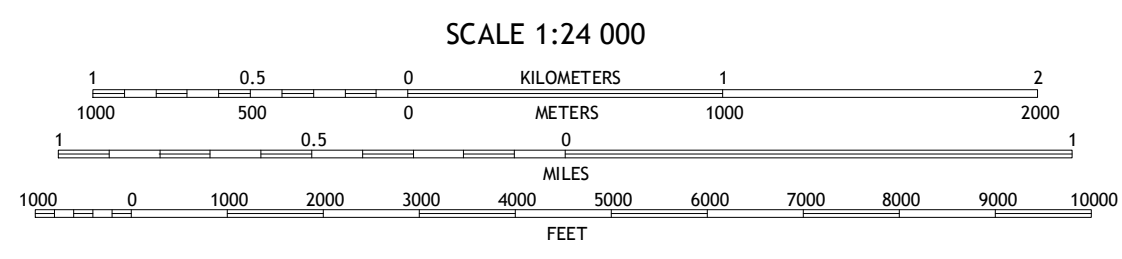 SCALE 1:24 000
1 0.5 0 KILOMETERS 1 2
1000 500 0 METERS 1000 2000
1 0.5 0 1
MILES
1000 0 1000 2000 3000 4000 5000 6000 7000 8000 9000 10000
FEET